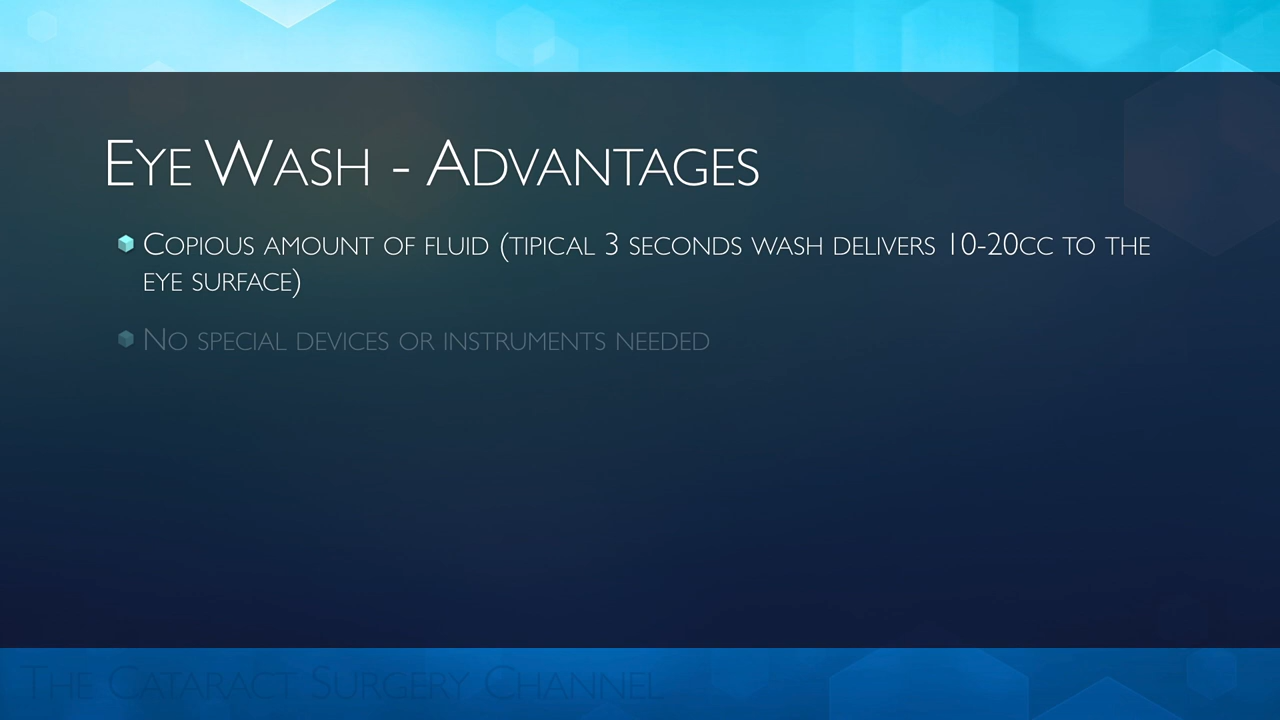 Eye Wash - Advantages
Copious amount of fluid (tipical 3 seconds wash delivers 10-20cc to the
eye surface)
No special devices or instruments needed
The Cataract Surgery Channel